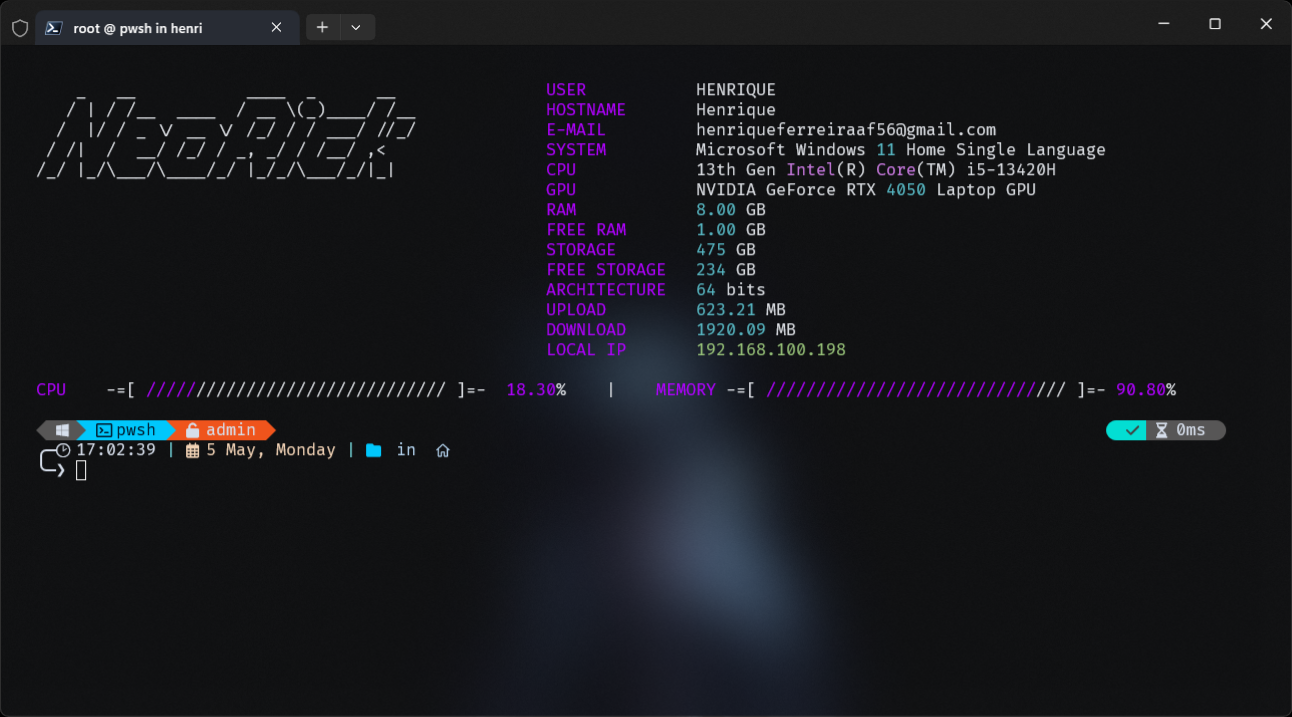 root @ pwsh in henri
NeoRick
USER HENRIQUE
HOSTNAME Henrique
E-MAIL henriqueferreiraaf56@gmail.com
SYSTEM Microsoft Windows 11 Home Single Language
CPU 13th Gen Intel(R) Core(TM) i5-13420H
GPU NVIDIA GeForce RTX 4050 Laptop GPU
RAM 8.00 GB
FREE RAM 1.00 GB
STORAGE 475 GB
FREE STORAGE 234 GB
ARCHITECTURE 64 bits
UPLOAD 623.21 MB
DOWNLOAD 1920.09 MB
LOCAL IP 192.168.100.198
CPU -=[////////////////////////////// ]=- 18.30% | MEMORY -=[ ////////////////////////////// ]=- 90.80%
pwsh admin 0ms
17:02:39 | 5 May, Monday | in